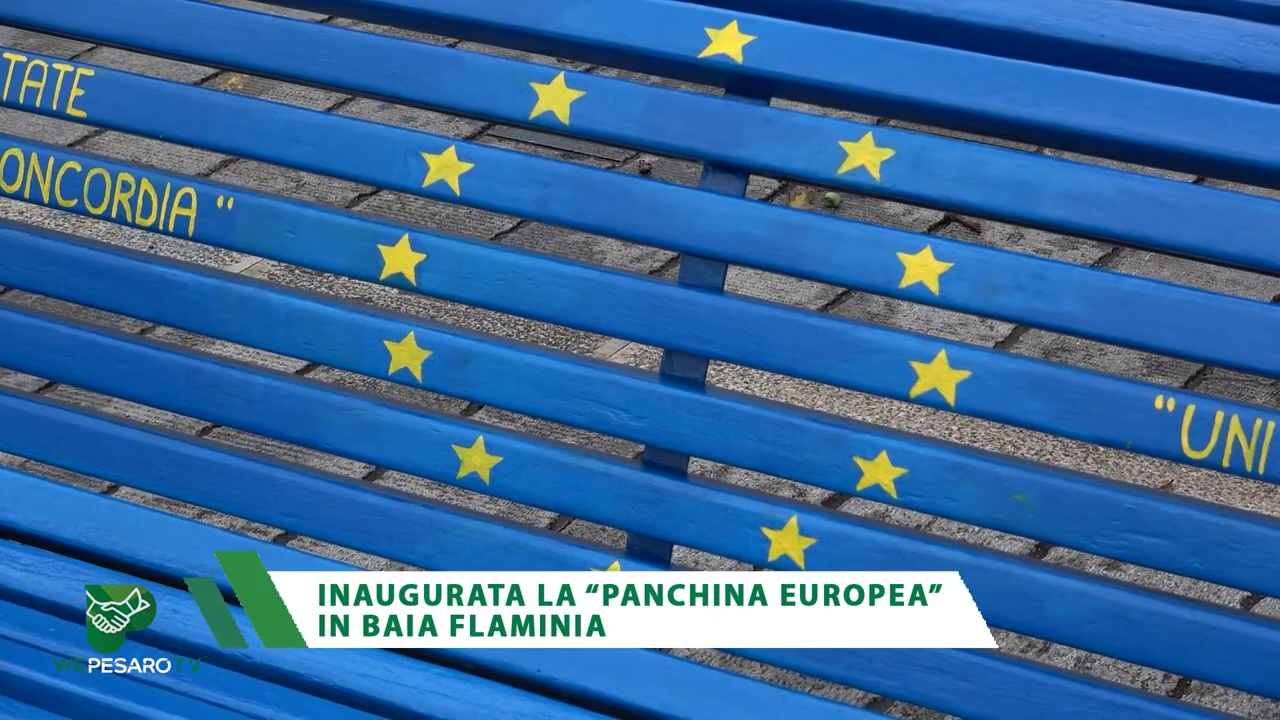 TATE
ONCORDIA "
"UNI
INAUGURATA LA “PANCHINA EUROPEA”
IN BAIA FLAMINIA
WEPESARO TV